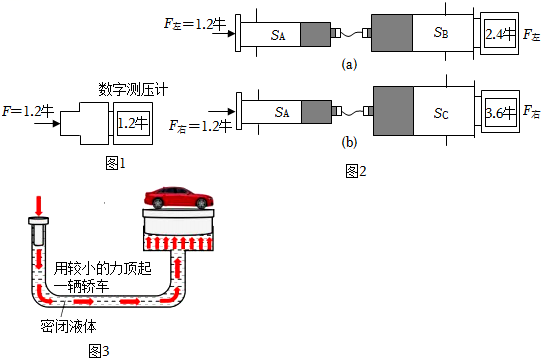 F左=1.2牛
SA
SB
2.4牛
F左
(a)
数字测压计
F=1.2牛
1.2牛
图1
F右=1.2牛
SA
SC
3.6牛
F右
(b)
图2
用较小的力顶起
一辆轿车
密闭液体
图3